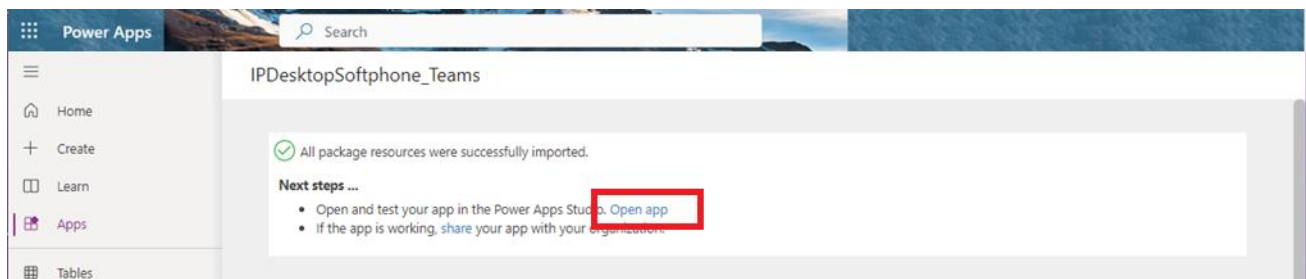 Power Apps
Search
IPDesktopSoftphone_Teams
Home
Create
Learn
Apps
Tables
All package resources were successfully imported.
Next steps ...
Open and test your app in the Power Apps Studio. Open app
If the app is working, share your app with your organization.